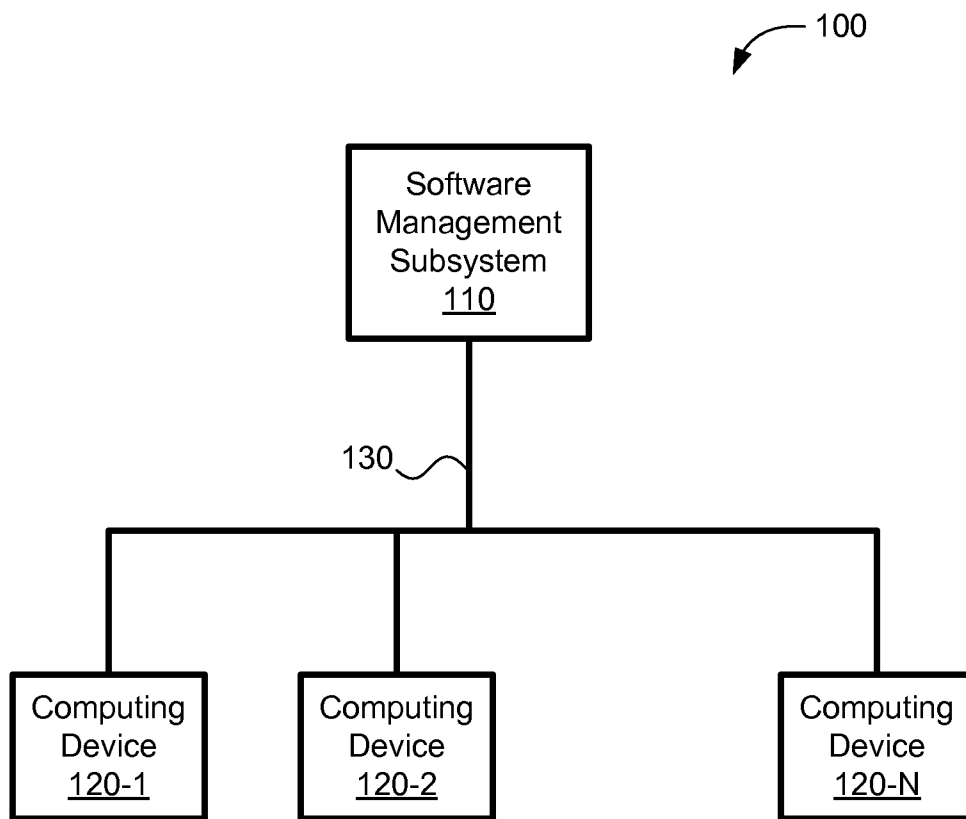 100
Software
Management
Subsystem
110
130
Computing
Device
120-1
Computing
Device
120-2
Computing
Device
120-N